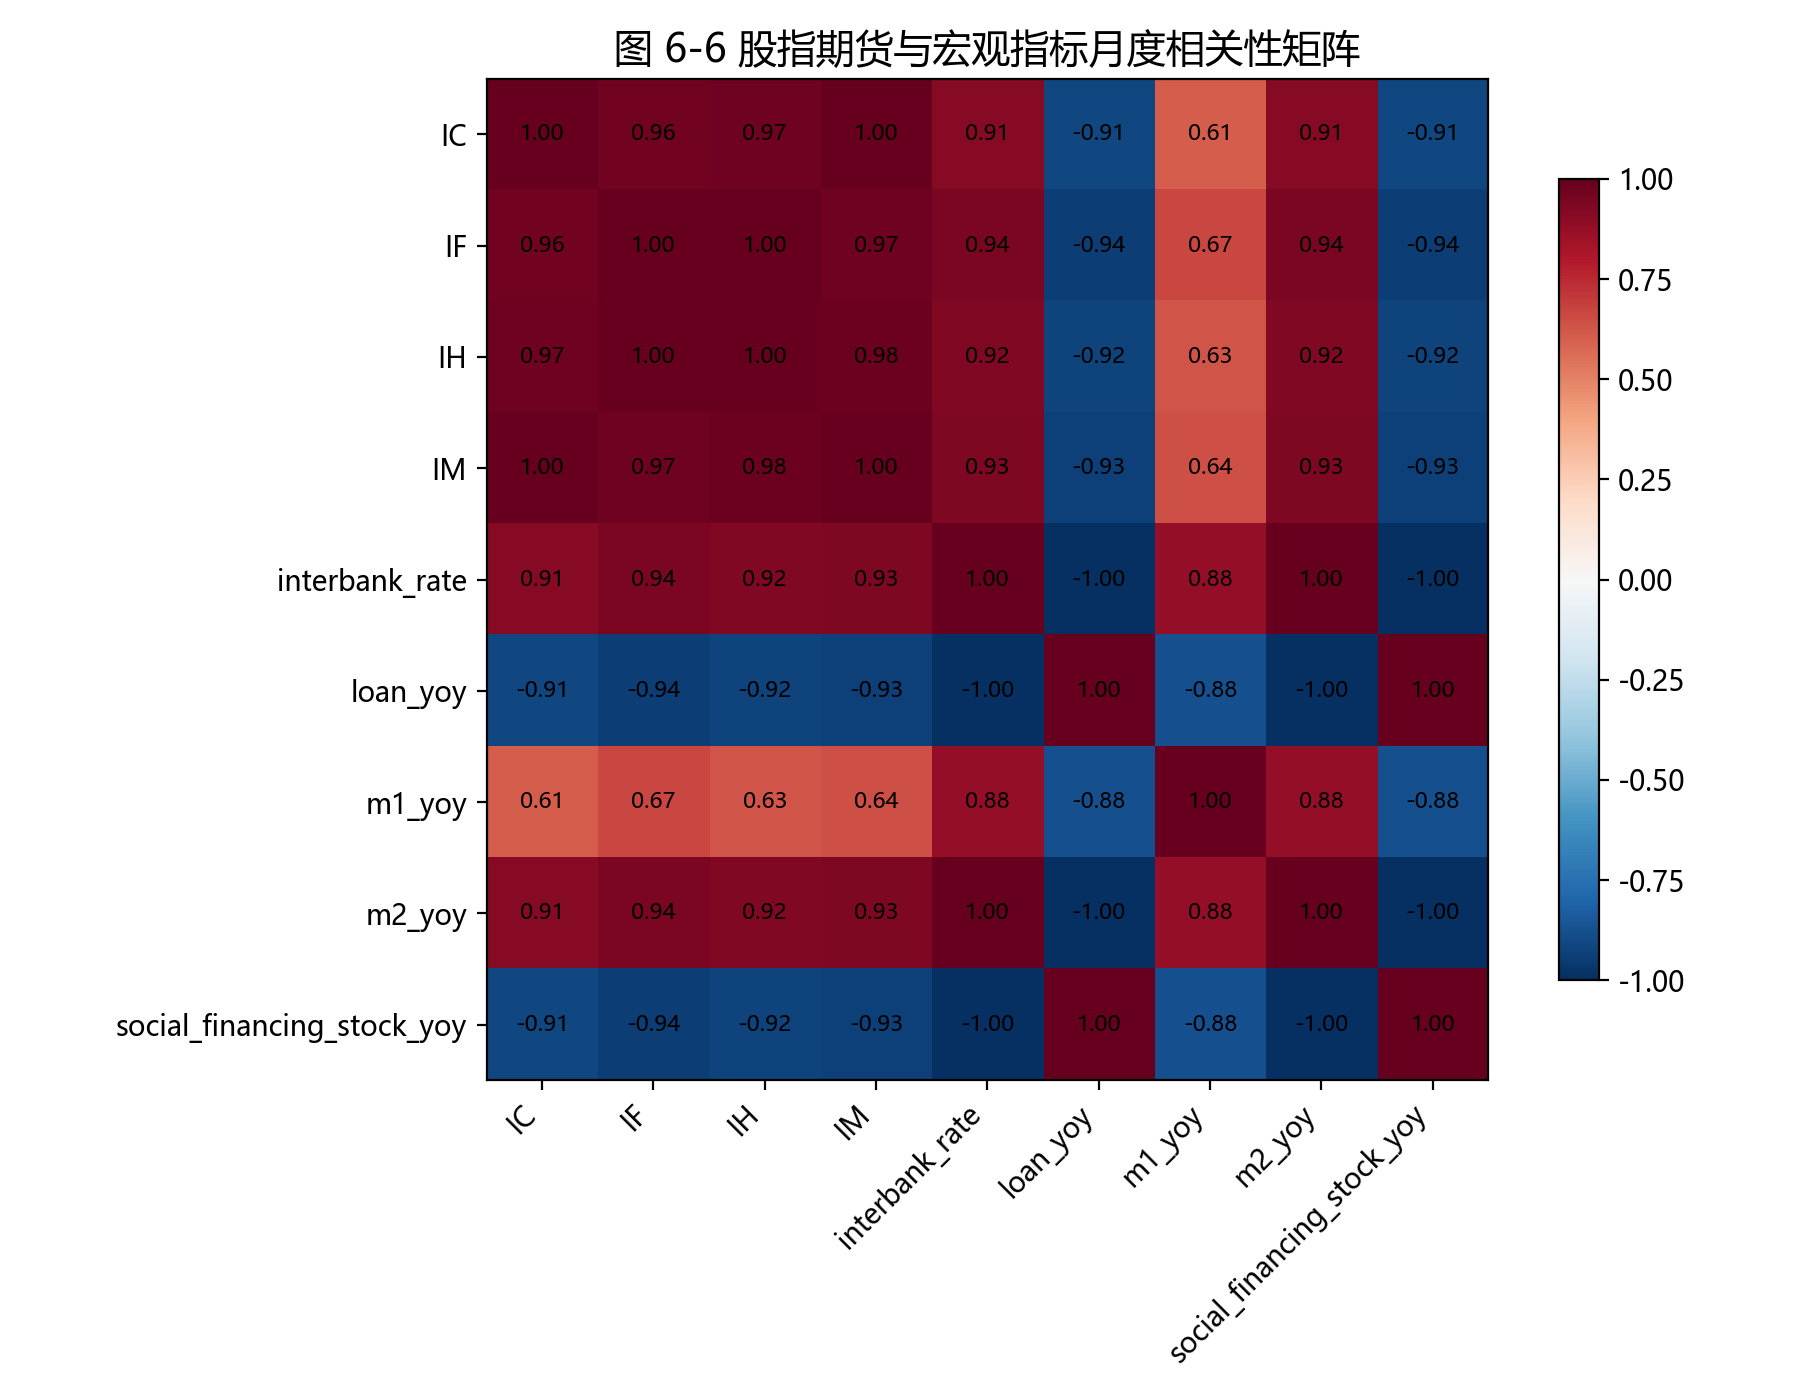 图 6-6 股指期货与宏观指标月度相关性矩阵
IC 1.00 0.96 0.97 1.00 0.91 -0.91 0.61 0.91 -0.91
IF 0.96 1.00 1.00 0.97 0.94 -0.94 0.67 0.94 -0.94
IH 0.97 1.00 1.00 0.98 0.92 -0.92 0.63 0.92 -0.92
IM 1.00 0.97 0.98 1.00 0.93 -0.93 0.64 0.93 -0.93
interbank_rate 0.91 0.94 0.92 0.93 1.00 -1.00 0.88 1.00 -1.00
loan_yoy -0.91 -0.94 -0.92 -0.93 -1.00 1.00 -0.88 -1.00 1.00
m1_yoy 0.61 0.67 0.63 0.64 0.88 -0.88 1.00 0.88 -0.88
m2_yoy 0.91 0.94 0.92 0.93 1.00 -1.00 0.88 1.00 -1.00
social_financing_stock_yoy -0.91 -0.94 -0.92 -0.93 -1.00 1.00 -0.88 -1.00 1.00
IC IF IH IM interbank_rate loan_yoy m1_yoy m2_yoy social_financing_stock_yoy
1.00
0.75
0.50
0.25
0.00
-0.25
-0.50
-0.75
-1.00